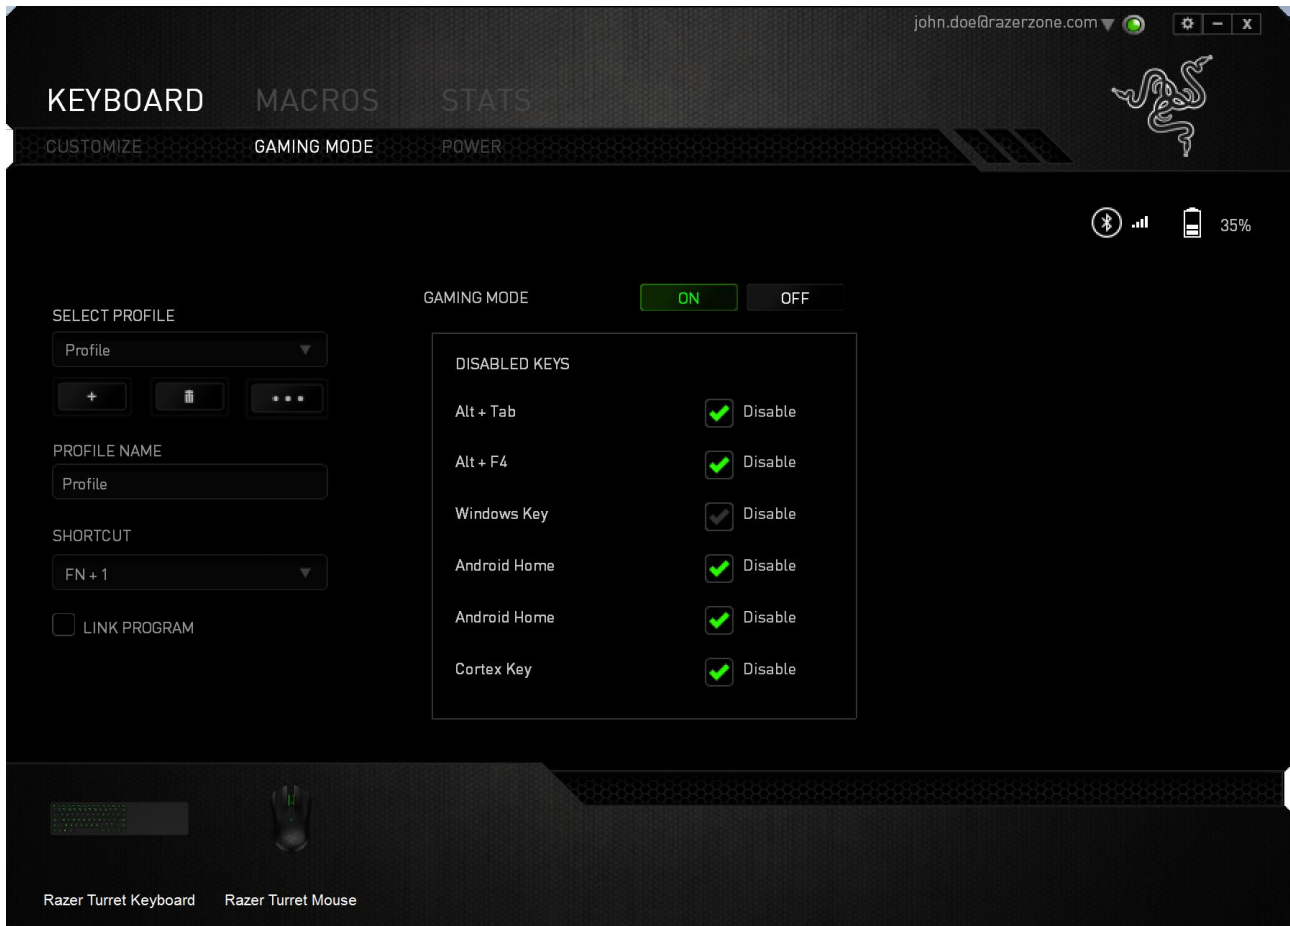 john.doe@razerzone.com
X
KEYBOARD MACROS STATS
CUSTOMIZE GAMING MODE POWER
35%
SELECT PROFILE
Profile
PROFILE NAME
Profile
SHORTCUT
FN + 1
LINK PROGRAM
GAMING MODE ON OFF
DISABLED KEYS
Alt + Tab Disable
Alt + F4 Disable
Windows Key Disable
Android Home Disable
Android Home Disable
Cortex Key Disable
Razer Turret Keyboard Razer Turret Mouse